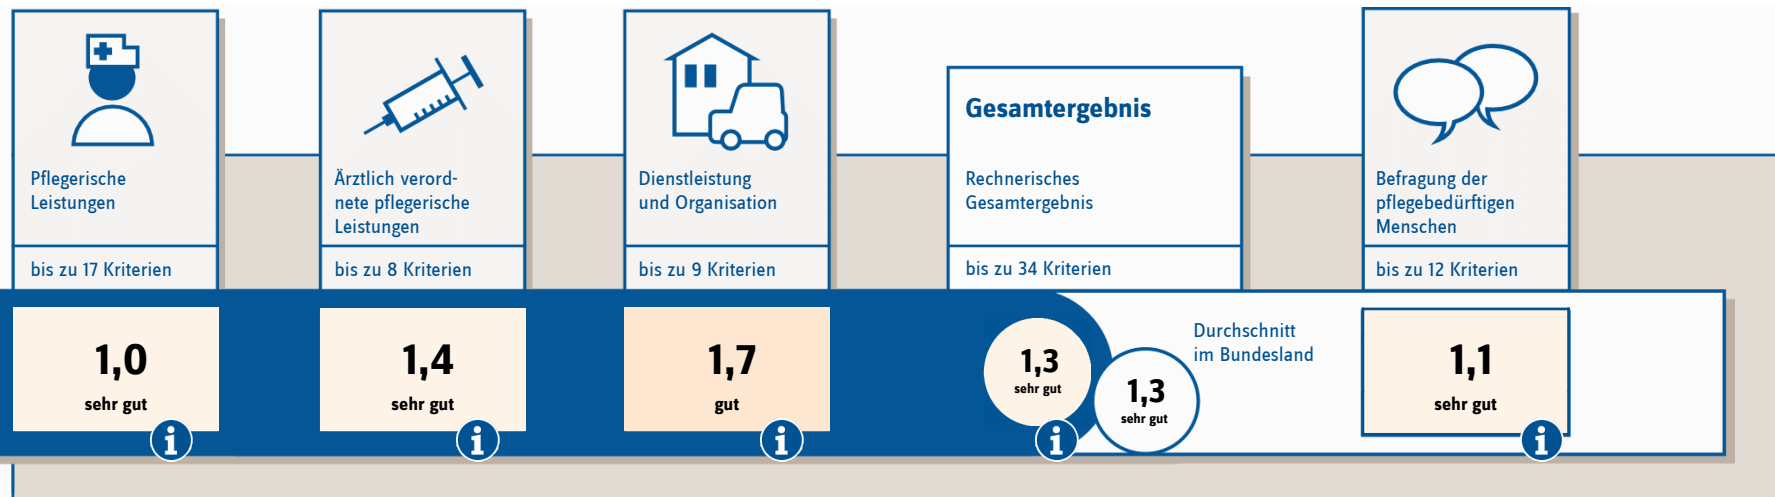 Pflegerische
Leistungen
bis zu 17 Kriterien
1,0
sehr gut
Ärztlich verord-
nete pflegerische
Leistungen
bis zu 8 Kriterien
1,4
sehr gut
Dienstleistung
und Organisation
bis zu 9 Kriterien
1,7
gut
Gesamtergebnis
Rechnerisches
Gesamtergebnis
bis zu 34 Kriterien
1,3
sehr gut
1,3
sehr gut
Durchschnitt
im Bundesland
Befragung der
pflegebedürftigen
Menschen
bis zu 12 Kriterien
1,1
sehr gut